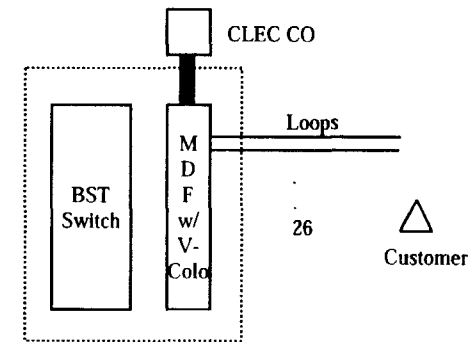 CLEC CO
Loops
M
D
F
w/
V-
Colo
BST
Switch
26
Customer